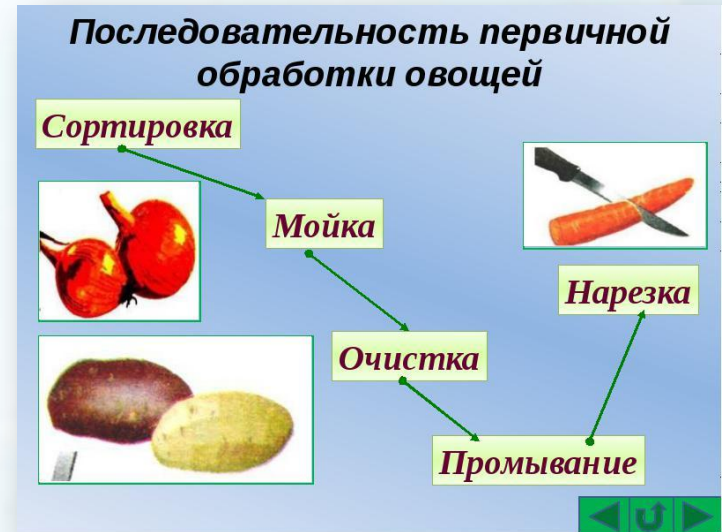 Последовательность первичной
обработки овощей
Сортировка
Мойка
Очистка
Промывание
Нарезка